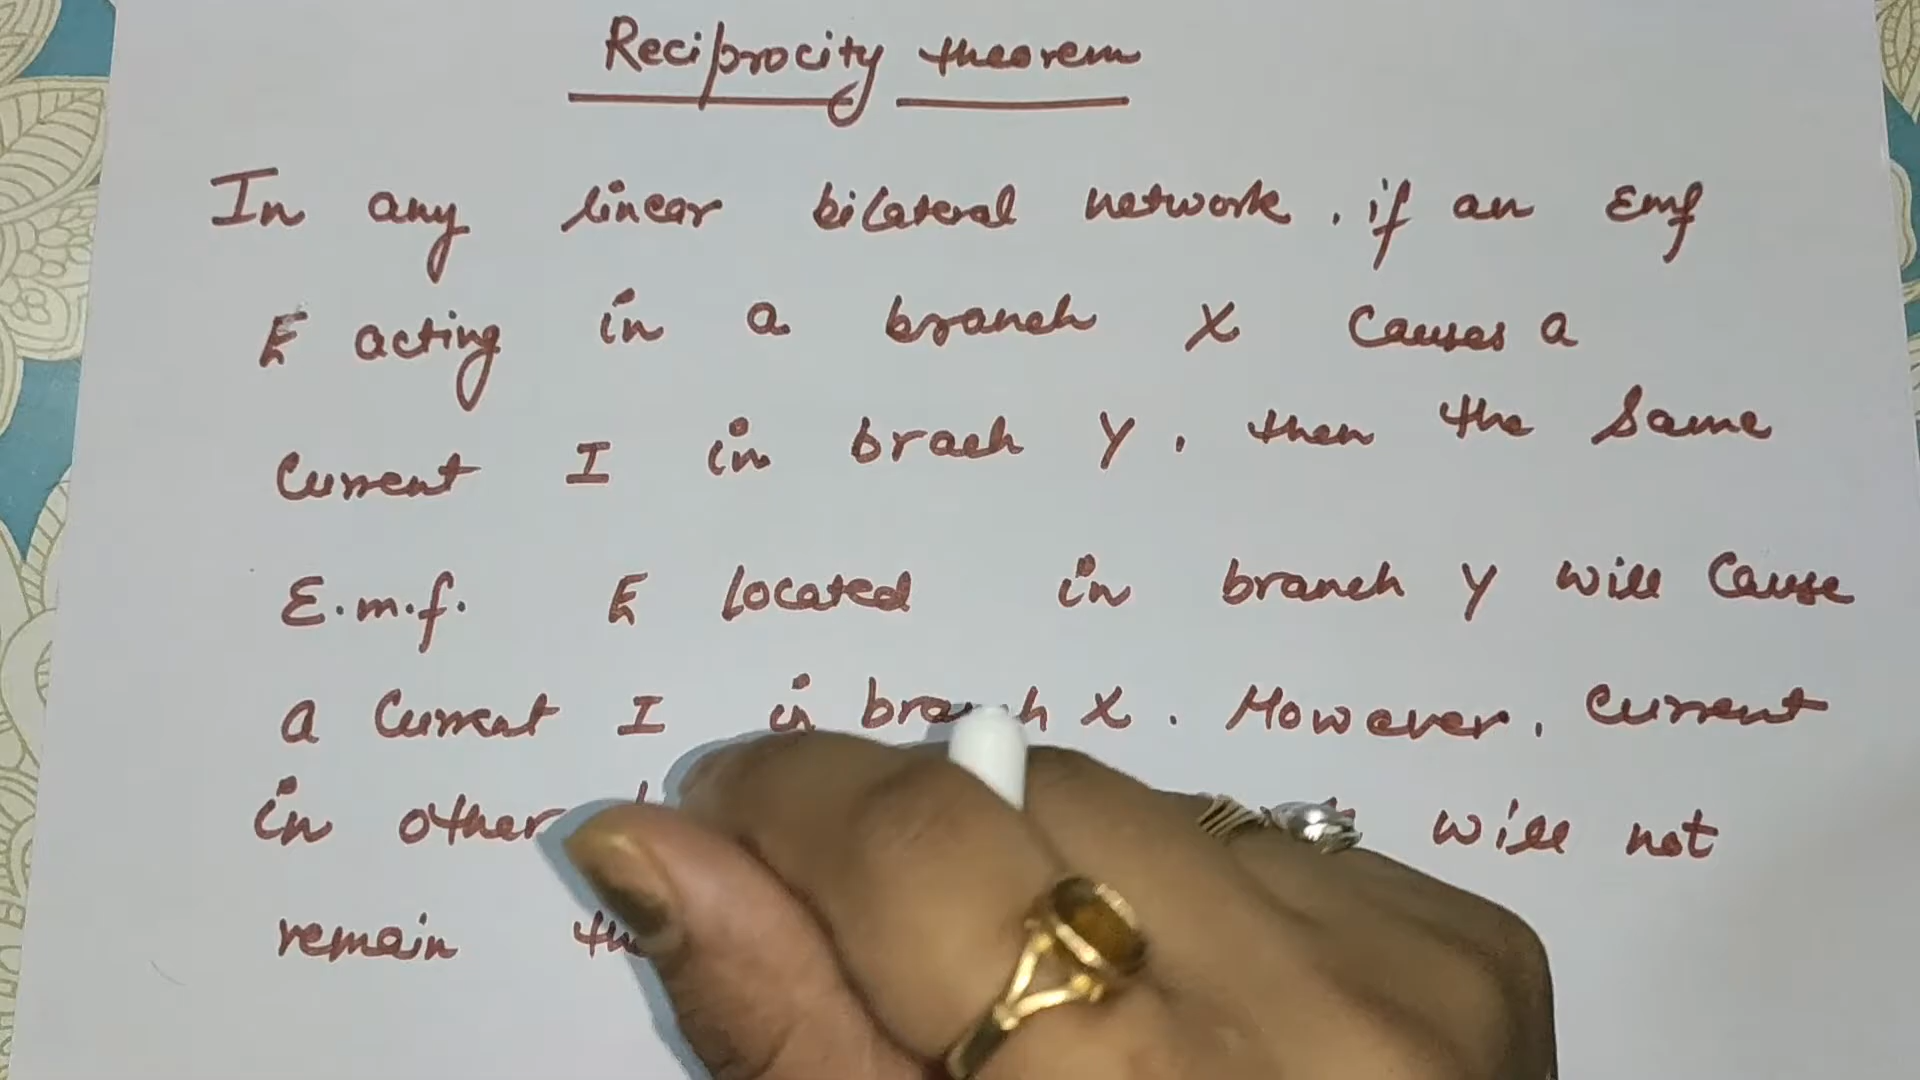 Reciprocity theorem
In any linear bilateral network, if an Emf
E acting in a branch X causes a
Current I in brach Y, then the Same
E.m.f. E located in branch Y will Cause
a Current I in branch X. However, Current
in other will not
remain